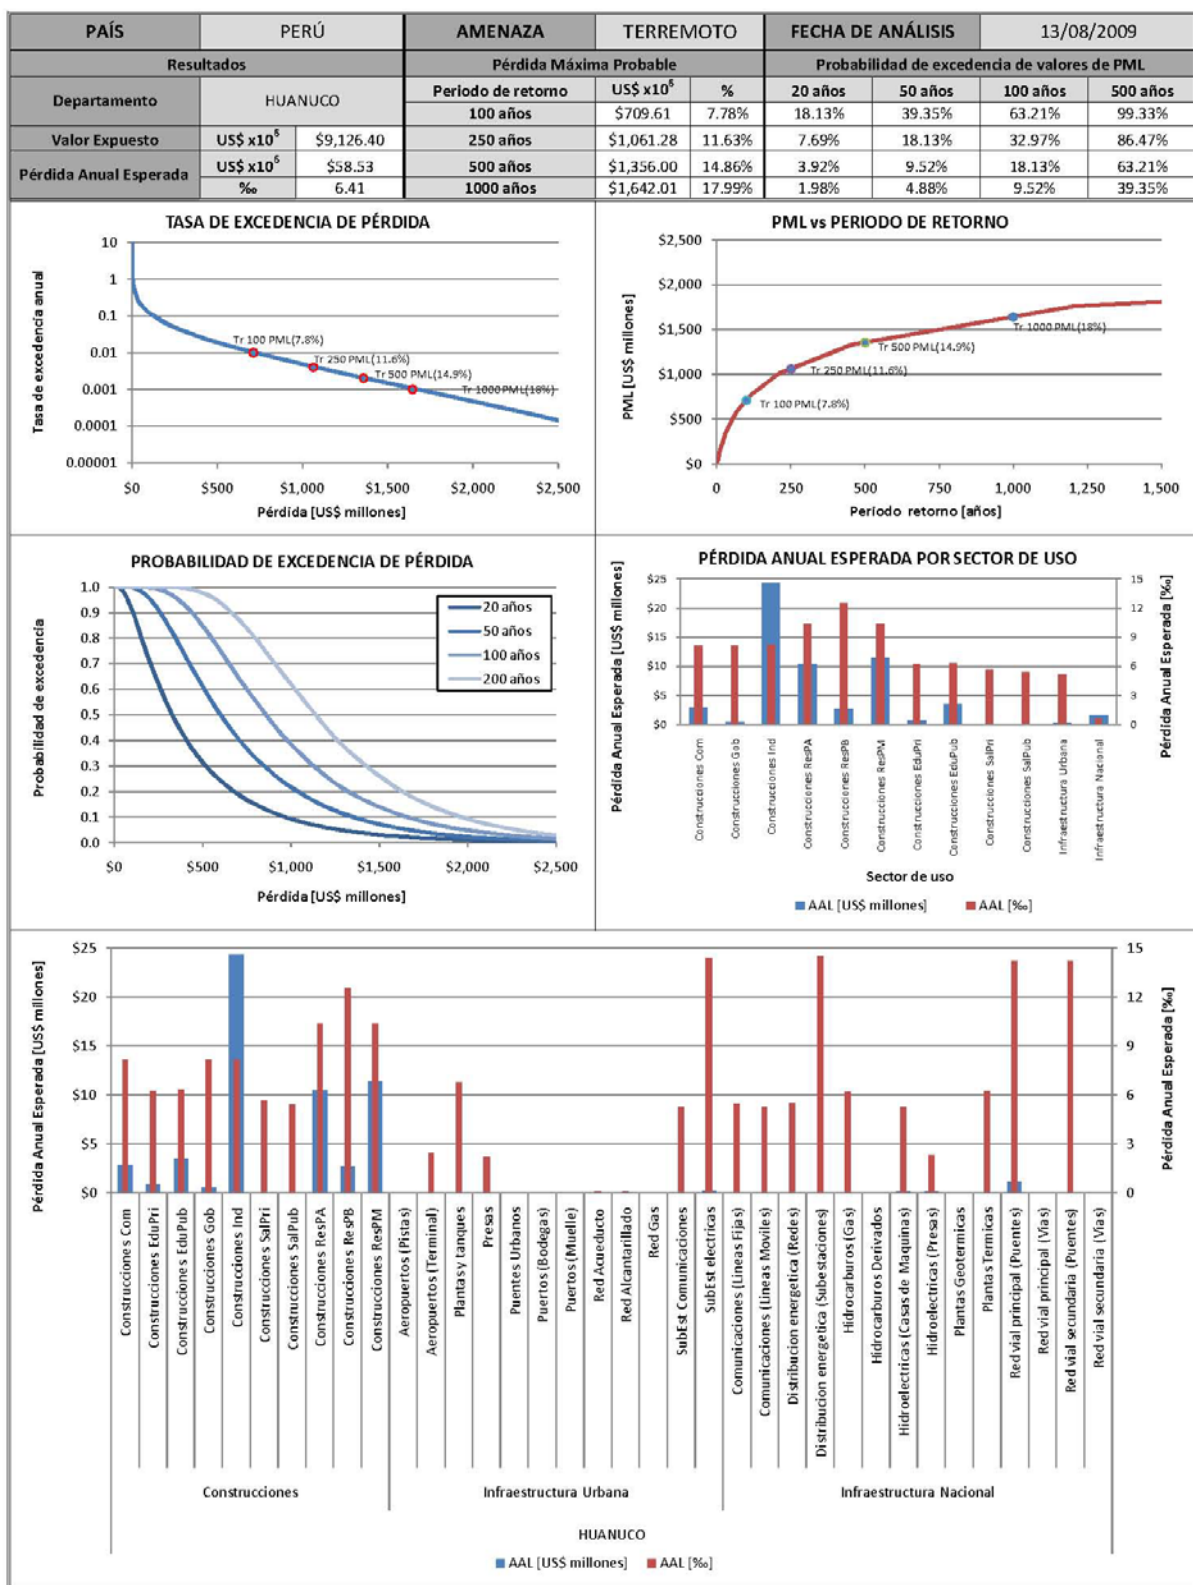 PAÍS PERÚ AMENAZA TERREMOTO FECHA DE ANÁLISIS 13/08/2009
Resultados Pérdida Máxima Probable Probabilidad de excedencia de valores de PML
Departamento HUANUCO Periodo de retorno US$ x10⁶ % 20 años 50 años 100 años 500 años
100 años $709.61 7.78% 18.13% 39.35% 63.21% 99.33%
Valor Expuesto US$ x10⁶ $9,126.40 250 años $1,061.28 11.63% 7.69% 18.13% 32.97% 86.47%
Pérdida Anual Esperada US$ x10⁶ $58.53 500 años $1,356.00 14.86% 3.92% 9.52% 18.13% 63.21%
‰ 6.41 1000 años $1,642.01 17.99% 1.98% 4.88% 9.52% 39.35%
TASA DE EXCEDENCIA DE PÉRDIDA
Tasa de excedencia anual
10
1
0.1
0.01
0.001
0.0001
0.00001
Tr 100 PML(7.8%)
Tr 250 PML(11.6%)
Tr 500 PML(14.9%)
Tr 1000 PML(18%)
$0 $500 $1,000 $1,500 $2,000 $2,500
Pérdida [US$ millones]
PML vs PERIODO DE RETORNO
PML [US$ millones]
$2,500
$2,000
$1,500
$1,000
$500
$0
Tr 1000 PML(18%)
Tr 500 PML(14.9%)
Tr 250 PML(11.6%)
Tr 100 PML(7.8%)
0 250 500 750 1,000 1,250 1,500
Período retorno [años]
PROBABILIDAD DE EXCEDENCIA DE PÉRDIDA
Probabilidad de excedencia
1.0
0.9
0.8
0.7
0.6
0.5
0.4
0.3
0.2
0.1
0.0
20 años
50 años
100 años
200 años
$0 $500 $1,000 $1,500 $2,000 $2,500
Pérdida [US$ millones]
PÉRDIDA ANUAL ESPERADA POR SECTOR DE USO
Pérdida Anual Esperada [US$ millones]
$25
$20
$15
$10
$5
$0
15
12
9
6
3
0
Pérdida Anual Esperada [‰]
Construcciones Com
Construcciones Gob
Construcciones Ind
Construcciones ResPA
Construcciones ResPB
Construcciones ResPM
Construcciones EduPri
Construcciones EduPub
Construcciones SalPri
Construcciones SalPub
Infraestructura Urbana
Infraestructura Nacional
Sector de uso
AAL [US$ millones] AAL [‰]
Pérdida Anual Esperada [US$ millones]
$25
$20
$15
$10
$5
$0
15
12
9
6
3
0
Pérdida Anual Esperada [‰]
Construcciones Com
Construcciones EduPri
Construcciones EduPub
Construcciones Gob
Construcciones Ind
Construcciones SalPri
Construcciones SalPub
Construcciones ResPA
Construcciones ResPB
Construcciones ResPM
Aeropuertos (Pistas)
Aeropuertos (Terminal)
Plantas y tanques
Presas
Puentes Urbanos
Puertos (Bodegas)
Puertos (Muelle)
Red Acueducto
Red Alcantarillado
Red Gas
SubEst Comunicaciones
SubEst electricas
Comunicaciones (Lineas Fijas)
Comunicaciones (Lineas Moviles)
Distribucion energetica (Redes)
Distribucion energetica (Subestaciones)
Hidrocarburos (Gas)
Hidrocarburos Derivados
Hidroelectricas (Casas de Maquinas)
Hidroelectricas (Presas)
Plantas Geotermicas
Plantas Termicas
Red vial principal (Puentes)
Red vial principal (Vias)
Red vial secundaria (Puentes)
Red vial secundaria (Vias)
Construcciones Infraestructura Urbana Infraestructura Nacional
HUANUCO
AAL [US$ millones] AAL [‰]